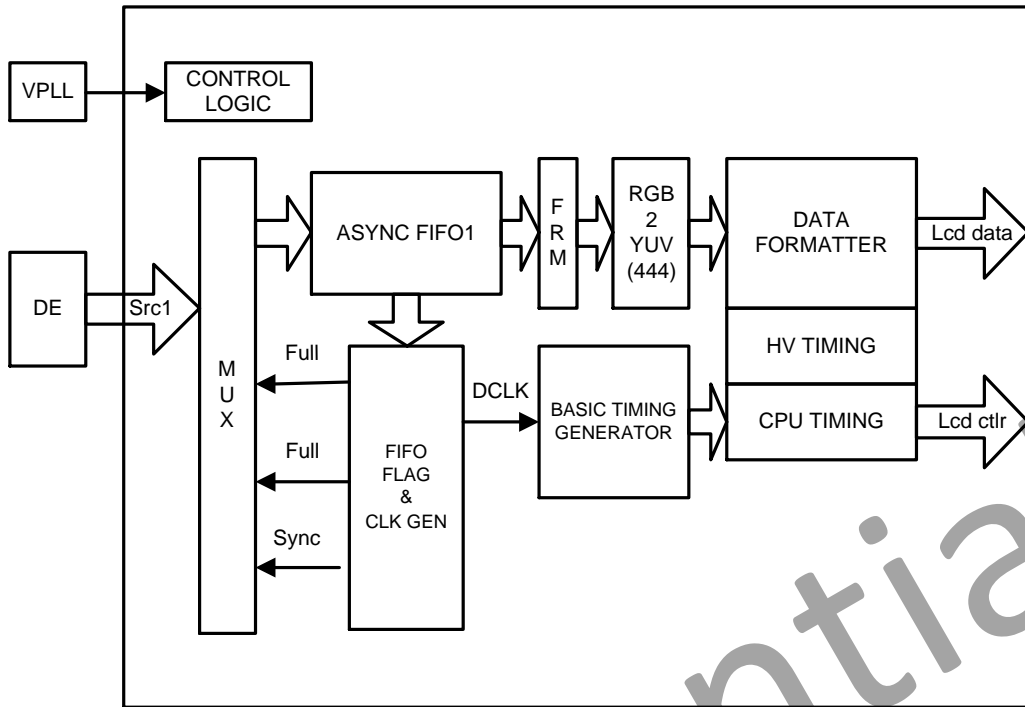 VPLL
CONTROL
LOGIC
DE
Src1
M
U
X
ASYNC FIFO1
F
R
M
RGB
2
YUV
(444)
DATA
FORMATTER
Lcd data
HV TIMING
CPU TIMING
Lcd ctlr
Full
Full
Sync
FIFO
FLAG
&
CLK GEN
DCLK
BASIC TIMING
GENERATOR
ntia